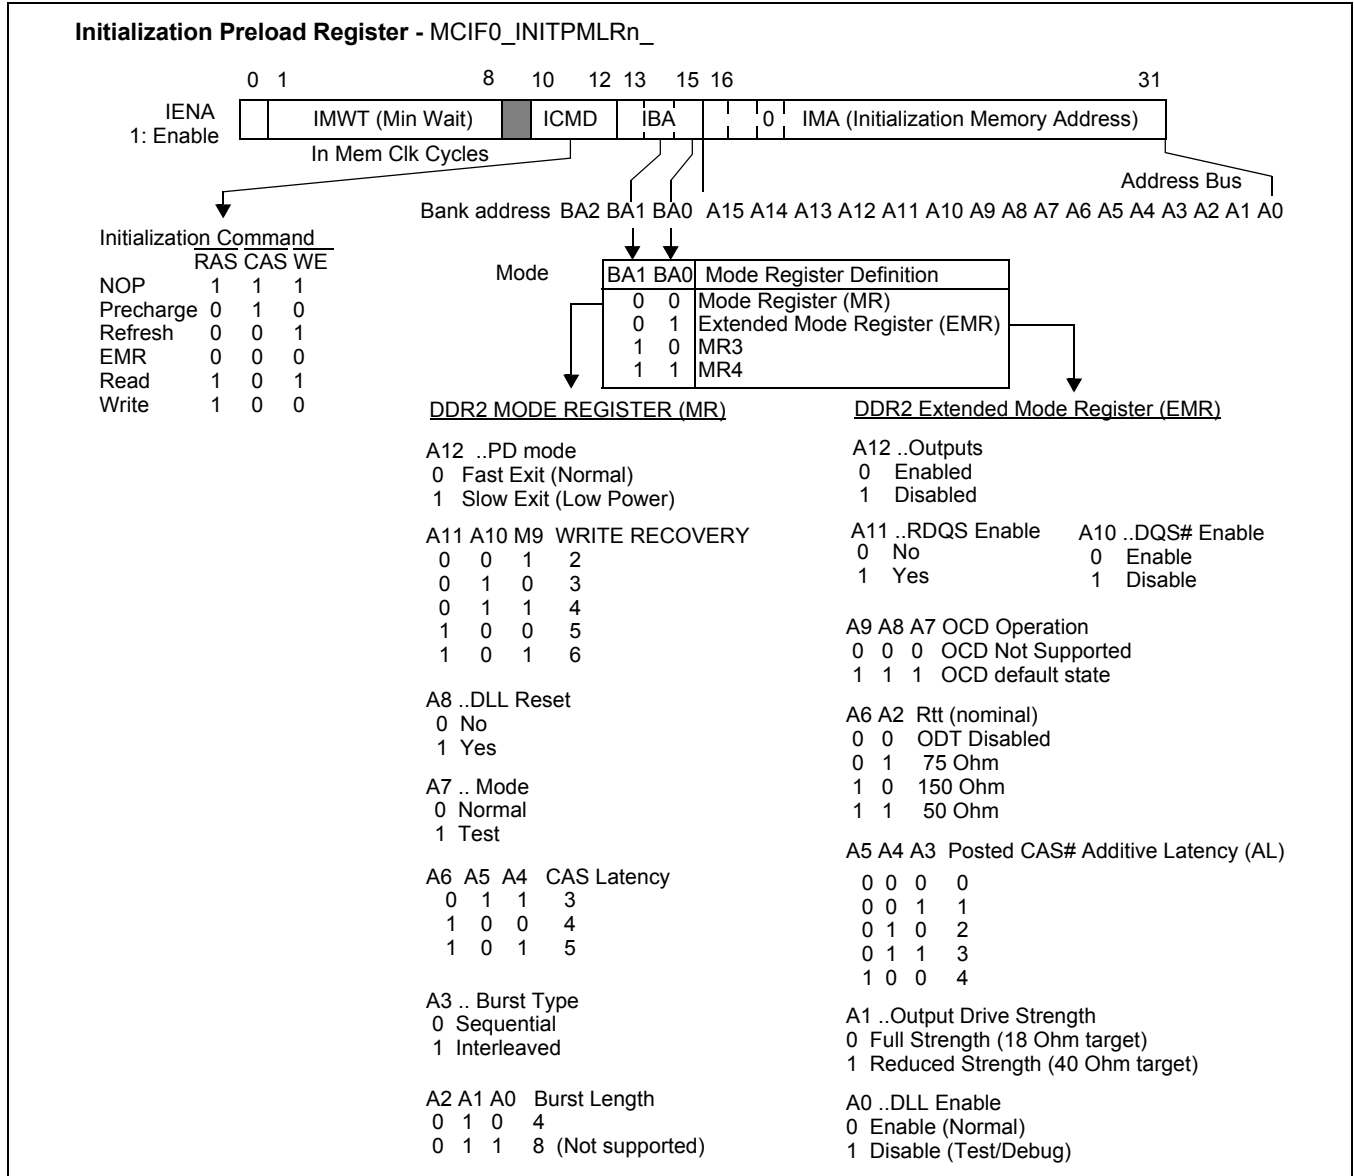 Initialization Preload Register - MCIF0_INITPMLRn_
0 1 8 10 12 13 15 16 31
IENA
1: Enable
IMWT (Min Wait) ICMD IBA 0 IMA (Initialization Memory Address)
In Mem Clk Cycles
Address Bus
Bank address BA2 BA1 BA0 A15 A14 A13 A12 A11 A10 A9 A8 A7 A6 A5 A4 A3 A2 A1 A0
Initialization Command
RAS CAS WE
NOP 1 1 1
Precharge 0 1 0
Refresh 0 0 1
EMR 0 0 0
Read 1 0 1
Write 1 0 0
Mode
BA1 BA0 Mode Register Definition
0 0 Mode Register (MR)
0 1 Extended Mode Register (EMR)
1 0 MR3
1 1 MR4
DDR2 MODE REGISTER (MR)
A12 ..PD mode
0 Fast Exit (Normal)
1 Slow Exit (Low Power)
A11 A10 M9 WRITE RECOVERY
0 0 1 2
0 1 0 3
0 1 1 4
1 0 0 5
1 0 1 6
A8 ..DLL Reset
0 No
1 Yes
A7 .. Mode
0 Normal
1 Test
A6 A5 A4 CAS Latency
0 1 1 3
1 0 0 4
1 0 1 5
A3 .. Burst Type
0 Sequential
1 Interleaved
A2 A1 A0 Burst Length
0 1 0 4
0 1 1 8 (Not supported)
DDR2 Extended Mode Register (EMR)
A12 ..Outputs
0 Enabled
1 Disabled
A11 ..RDQS Enable
0 No
1 Yes
A10 ..DQS# Enable
0 Enable
1 Disable
A9 A8 A7 OCD Operation
0 0 0 OCD Not Supported
1 1 1 OCD default state
A6 A2 Rtt (nominal)
0 0 ODT Disabled
0 1 75 Ohm
1 0 150 Ohm
1 1 50 Ohm
A5 A4 A3 Posted CAS# Additive Latency (AL)
0 0 0 0
0 0 1 1
0 1 0 2
0 1 1 3
1 0 0 4
A1 ..Output Drive Strength
0 Full Strength (18 Ohm target)
1 Reduced Strength (40 Ohm target)
A0 ..DLL Enable
0 Enable (Normal)
1 Disable (Test/Debug)